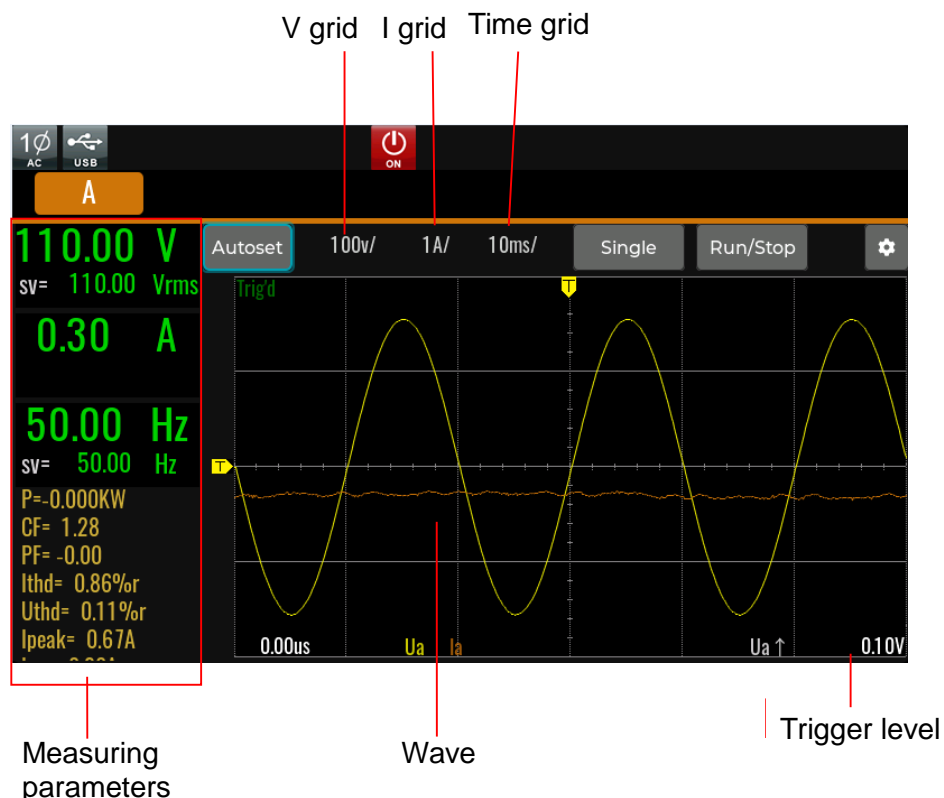 V grid I grid Time grid
1Ø
AC USB ON
A
110.00 V
sv= 110.00 Vrms
0.30 A
50.00 Hz
sv= 50.00 Hz
P=-0.000KW
CF= 1.28
PF= -0.00
Ithd= 0.86%r
Uthd= 0.11%r
Ipeak= 0.67A
Autoset 100v/ 1A/ 10ms/ Single Run/Stop
Trig'd
T
T
0.00us Ua Ia Ua↑ 0.10V
Measuring
parameters
Wave
Trigger level